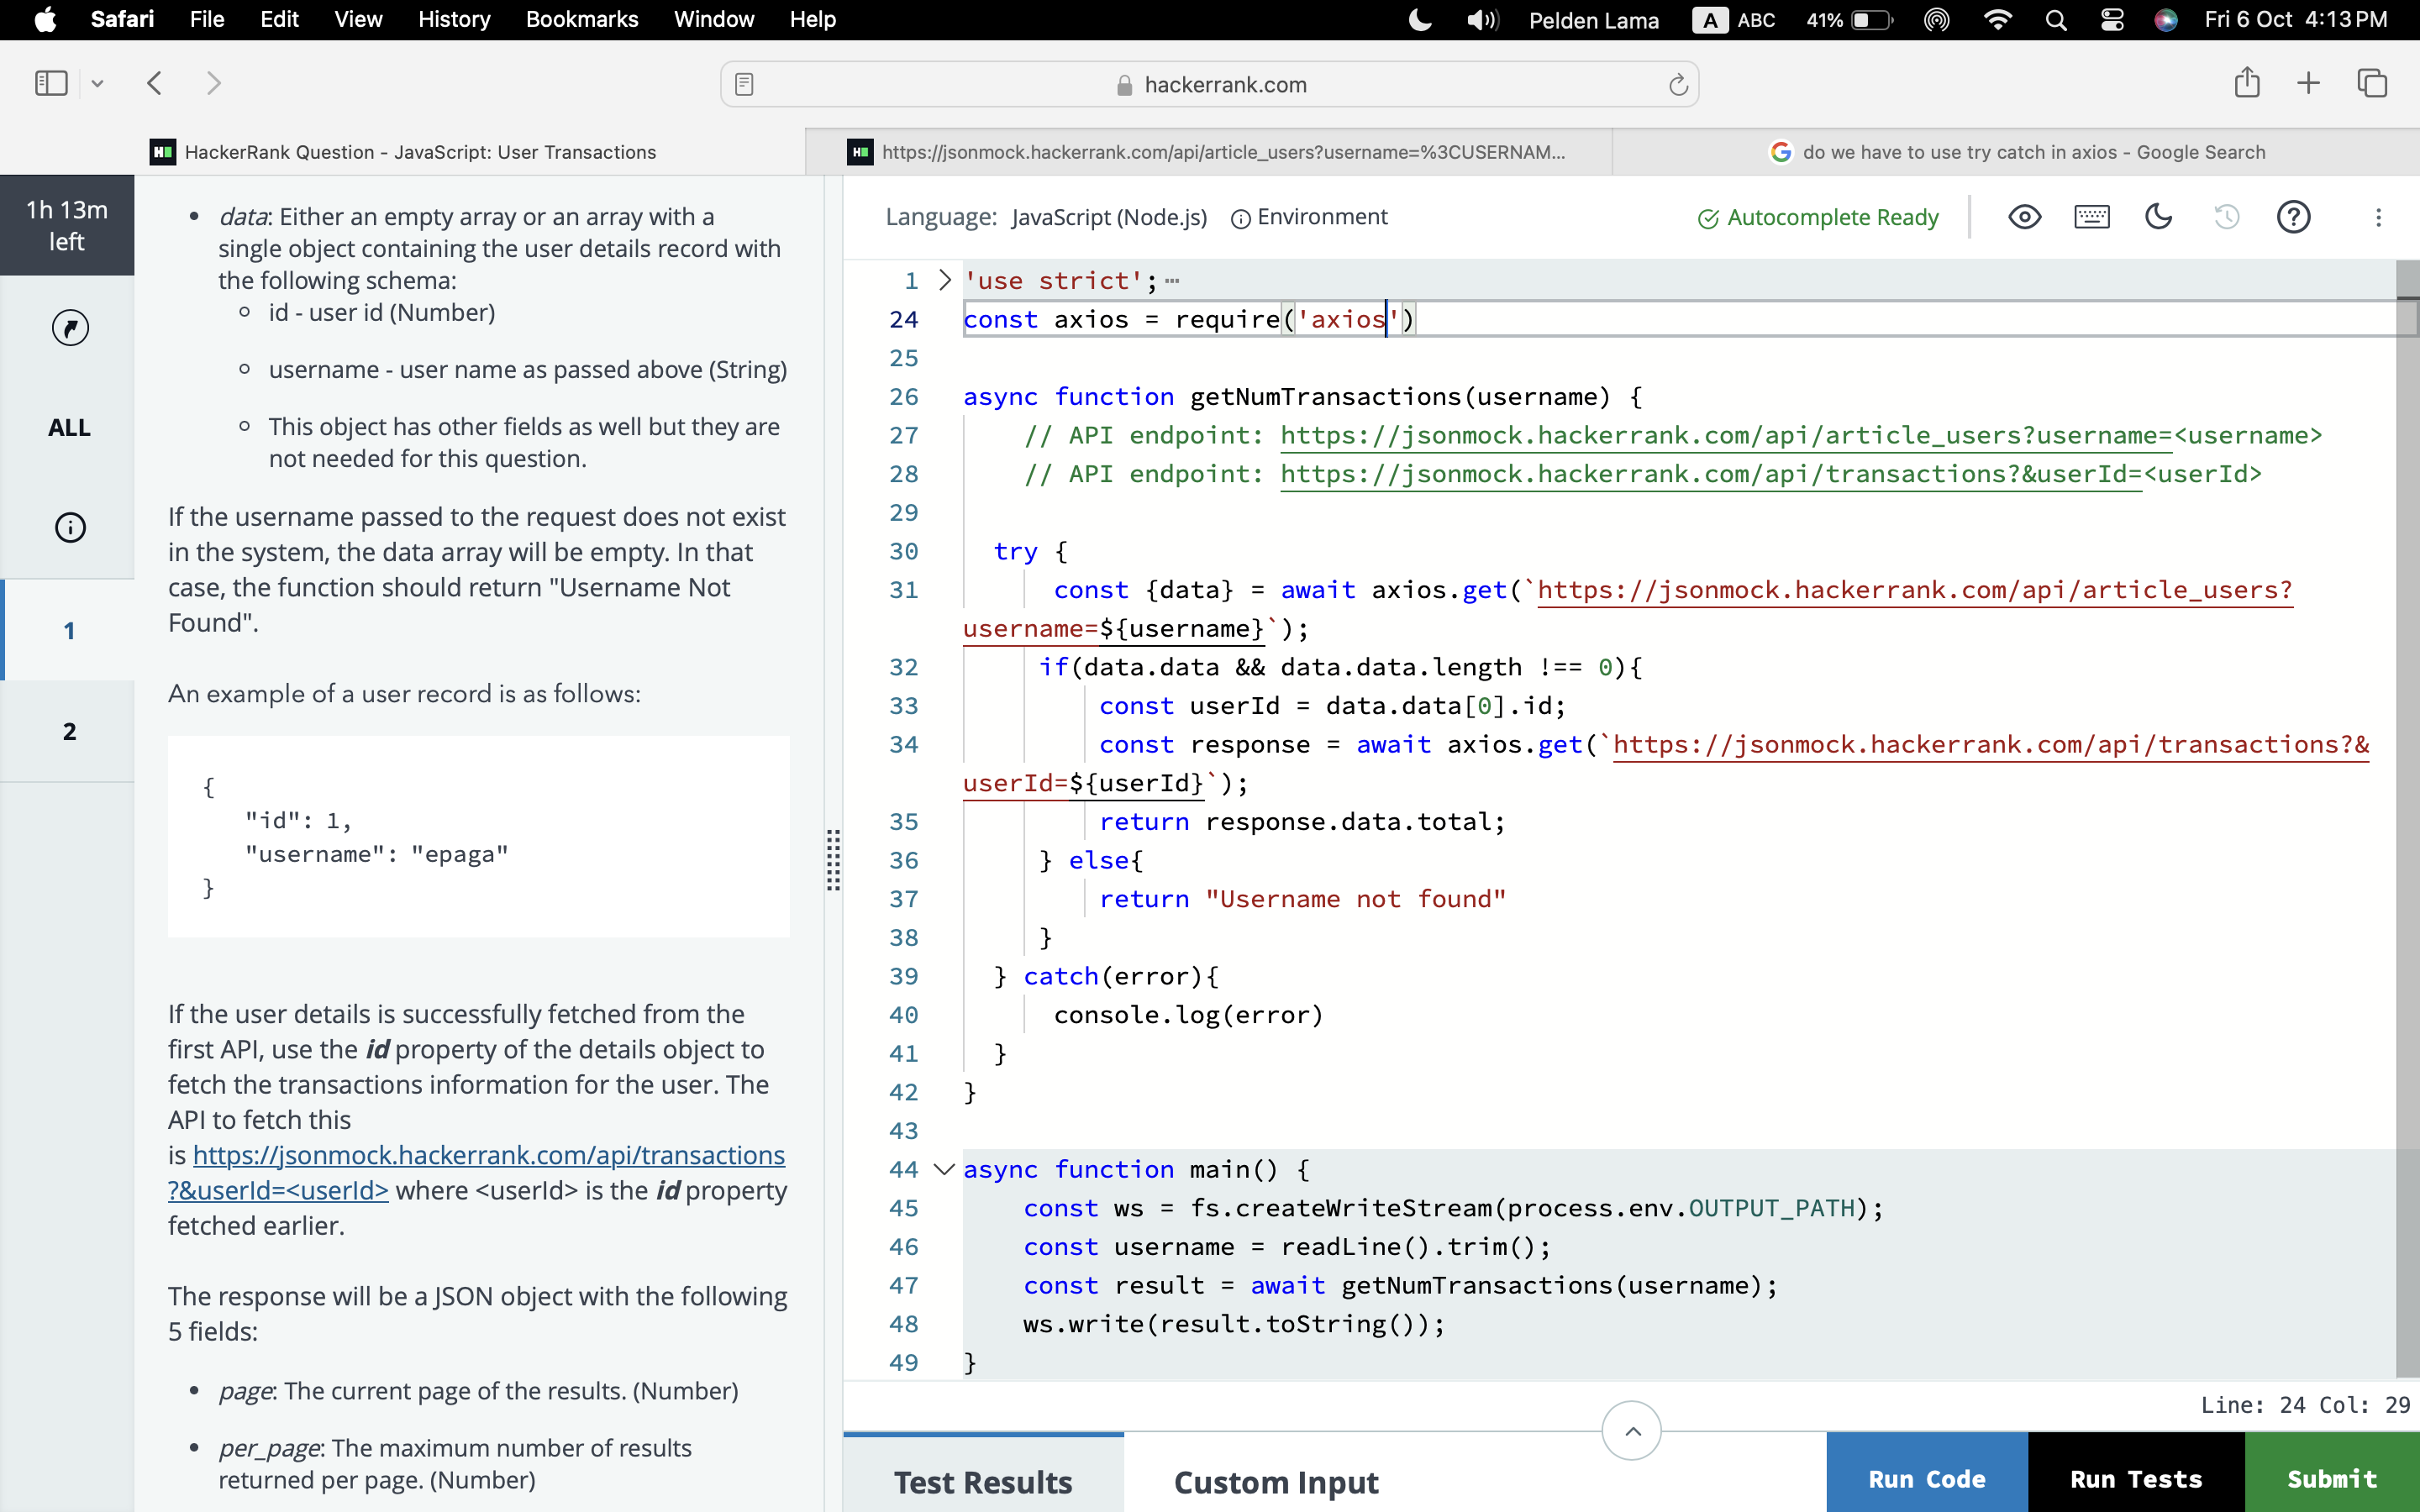 Safari File Edit View History Bookmarks Window Help Pelden Lama A ABC 41% Fri 6 Oct 4:13 PM
hackerrank.com
HackerRank Question - JavaScript: User Transactions
https://jsonmock.hackerrank.com/api/article_users?username=%3CUSERNAM...
do we have to use try catch in axios - Google Search
1h 13m
left
ALL
1
2
data: Either an empty array or an array with a
single object containing the user details record with
the following schema:
id - user id (Number)
username - user name as passed above (String)
This object has other fields as well but they are
not needed for this question.
If the username passed to the request does not exist
in the system, the data array will be empty. In that
case, the function should return "Username Not
Found".
An example of a user record is as follows:
{
"id": 1,
"username": "epaga"
}
If the user details is successfully fetched from the
first API, use the id property of the details object to
fetch the transactions information for the user. The
API to fetch this
is https://jsonmock.hackerrank.com/api/transactions
?&userId=<userId> where <userId> is the id property
fetched earlier.
The response will be a JSON object with the following
5 fields:
page: The current page of the results. (Number)
per_page: The maximum number of results
returned per page. (Number)
Language: JavaScript (Node.js) Environment Autocomplete Ready
1 'use strict';
24 const axios = require('axios')
25
26 async function getNumTransactions(username) {
27 // API endpoint: https://jsonmock.hackerrank.com/api/article_users?username=<username>
28 // API endpoint: https://jsonmock.hackerrank.com/api/transactions?&userId=<userId>
29
30 try {
31 const {data} = await axios.get(`https://jsonmock.hackerrank.com/api/article_users?
username=${username}`);
32 if(data.data && data.data.length !== 0){
33 const userId = data.data[0].id;
34 const response = await axios.get(`https://jsonmock.hackerrank.com/api/transactions?&
userId=${userId}`);
35 return response.data.total;
36 } else{
37 return "Username not found"
38 }
39 } catch(error){
40 console.log(error)
41 }
42 }
43
44 async function main() {
45 const ws = fs.createWriteStream(process.env.OUTPUT_PATH);
46 const username = readLine().trim();
47 const result = await getNumTransactions(username);
48 ws.write(result.toString());
49 }
Line: 24 Col: 29
Test Results Custom Input Run Code Run Tests Submit